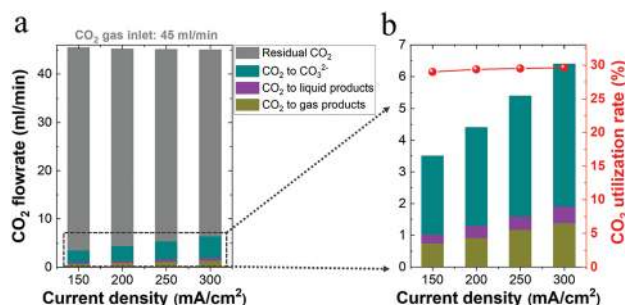 a
CO₂ gas inlet: 45 ml/min
Residual CO₂
CO₂ to CO₃²⁻
CO₂ to liquid products
CO₂ to gas products
CO₂ flowrate (ml/min)
40
30
20
10
0
150 200 250 300
Current density (mA/cm²)
b
7
6
5
4
3
2
1
0
150 200 250 300
Current density (mA/cm²)
30
25
20
15
10
5
0
CO₂ utilization rate (%)